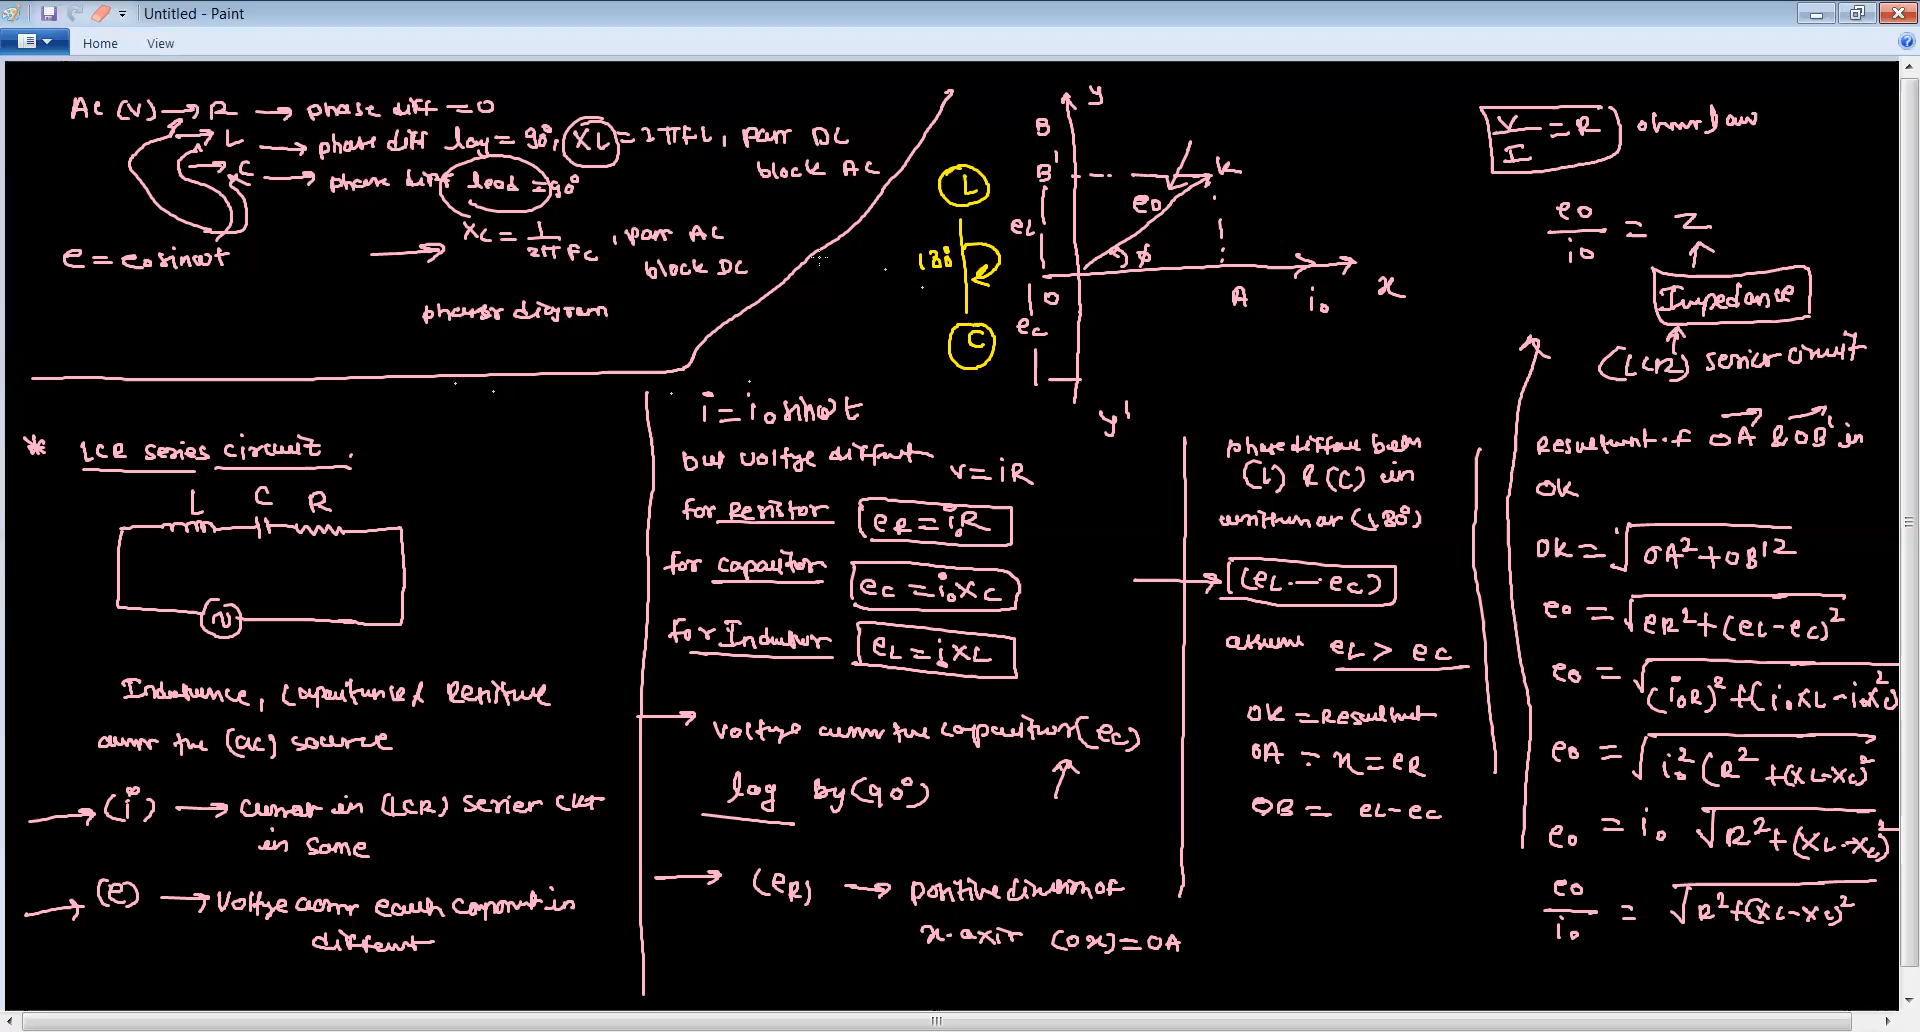 Untitled - Paint
Home View
AC (V) → R → phase diff = 0
L → phase diff lag = 90°, XL = 2πFL, pass DC
block AC
C → phase diff lead = 90°
XC = 1/2πFC, pass AC
block DC
e = e0 sinωt
phasor diagram
L
180°
C
y
B
B'
K
e0
eL
ϕ
O
A
i0
x
eC
y'
V/I = R ohms law
e0/i0 = Z
Impedance
(LCR) series circuit
* LCR series circuit.
L C R
Inductance, capacitance & Resistance
across the (ac) source
(i) → current in (LCR) series ckt
is same
(e) → Voltage across each component is
different
i = i0 sinωt
but voltage different
v = iR
for Resistor eR = i0R
for capacitor eC = i0XC
for Inductor eL = iXL
→ voltage across the capacitor (eC)
lag by (90°)
→ (eR) → positive direction of
x-axis (ox) = OA
phase diff
(L) & (C) is
(180°)
(eL - eC)
assume eL > eC
OK = Resultant
OA = x = eR
OB = eL - eC
Resultant of OA & OB' is
OK
OK = √OA² + OB'²
e0 = √eR² + (eL - eC)²
e0 = √(i0R)² + (i0XL - i0XC)²
e0 = √i0² (R² + (XL - XC)²
e0 = i0 √R² + (XL - XC)²
e0/i0 = √R² + (XL - XC)²